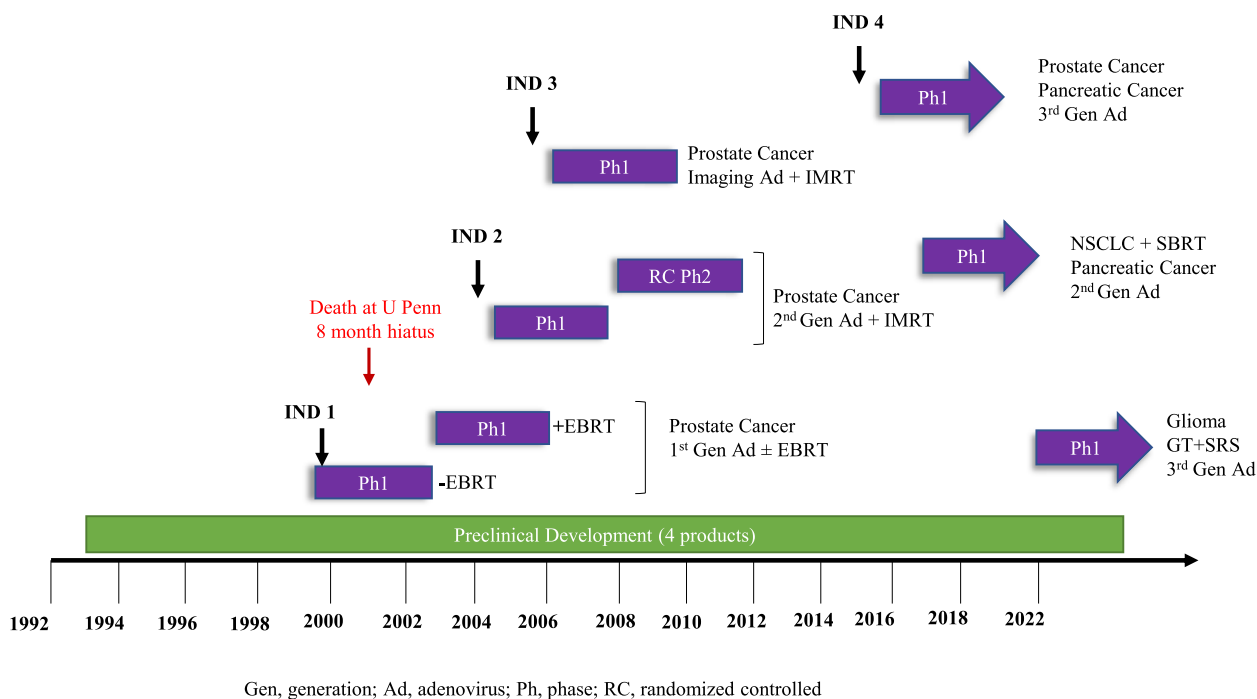 IND 4
Ph1
Prostate Cancer
Pancreatic Cancer
3rd Gen Ad
IND 3
Ph1
Prostate Cancer
Imaging Ad + IMRT
IND 2
RC Ph2
Ph1
Prostate Cancer
2nd Gen Ad + IMRT
Ph1
NSCLC + SBRT
Pancreatic Cancer
2nd Gen Ad
Death at U Penn
8 month hiatus
IND 1
Ph1
+EBRT
Ph1
-EBRT
Prostate Cancer
1st Gen Ad ± EBRT
Ph1
Glioma
GT+SRS
3rd Gen Ad
Preclinical Development (4 products)
1992 1994 1996 1998 2000 2002 2004 2006 2008 2010 2012 2016 2018 2022
Gen, generation; Ad, adenovirus; Ph, phase; RC, randomized controlled